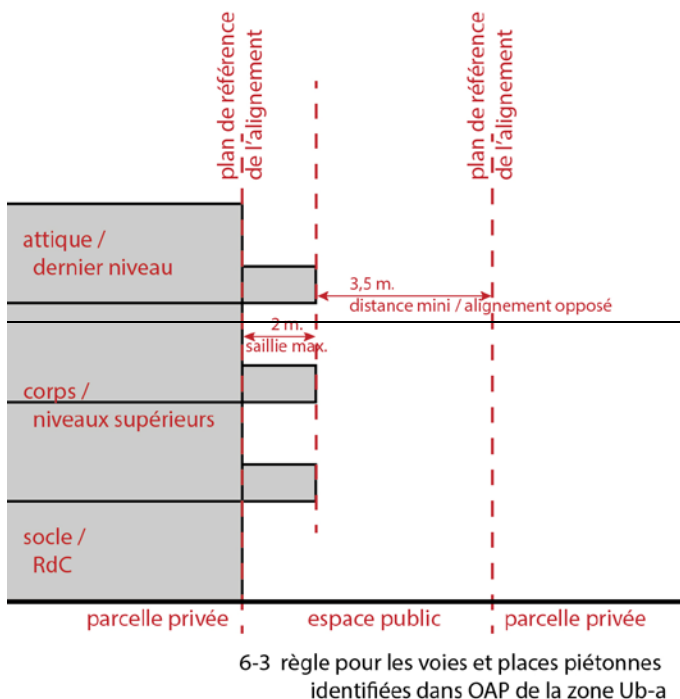 plan de référence
de l'alignement
plan de référence
de l'alignement
attique /
dernier niveau
3,5 m.
distance mini / alignement opposé
2 m.
saillie max.
corps /
niveaux supérieurs
socle /
RdC
parcelle privée
espace public
parcelle privée
6-3 règle pour les voies et places piétonnes
identifiées dans OAP de la zone Ub-a